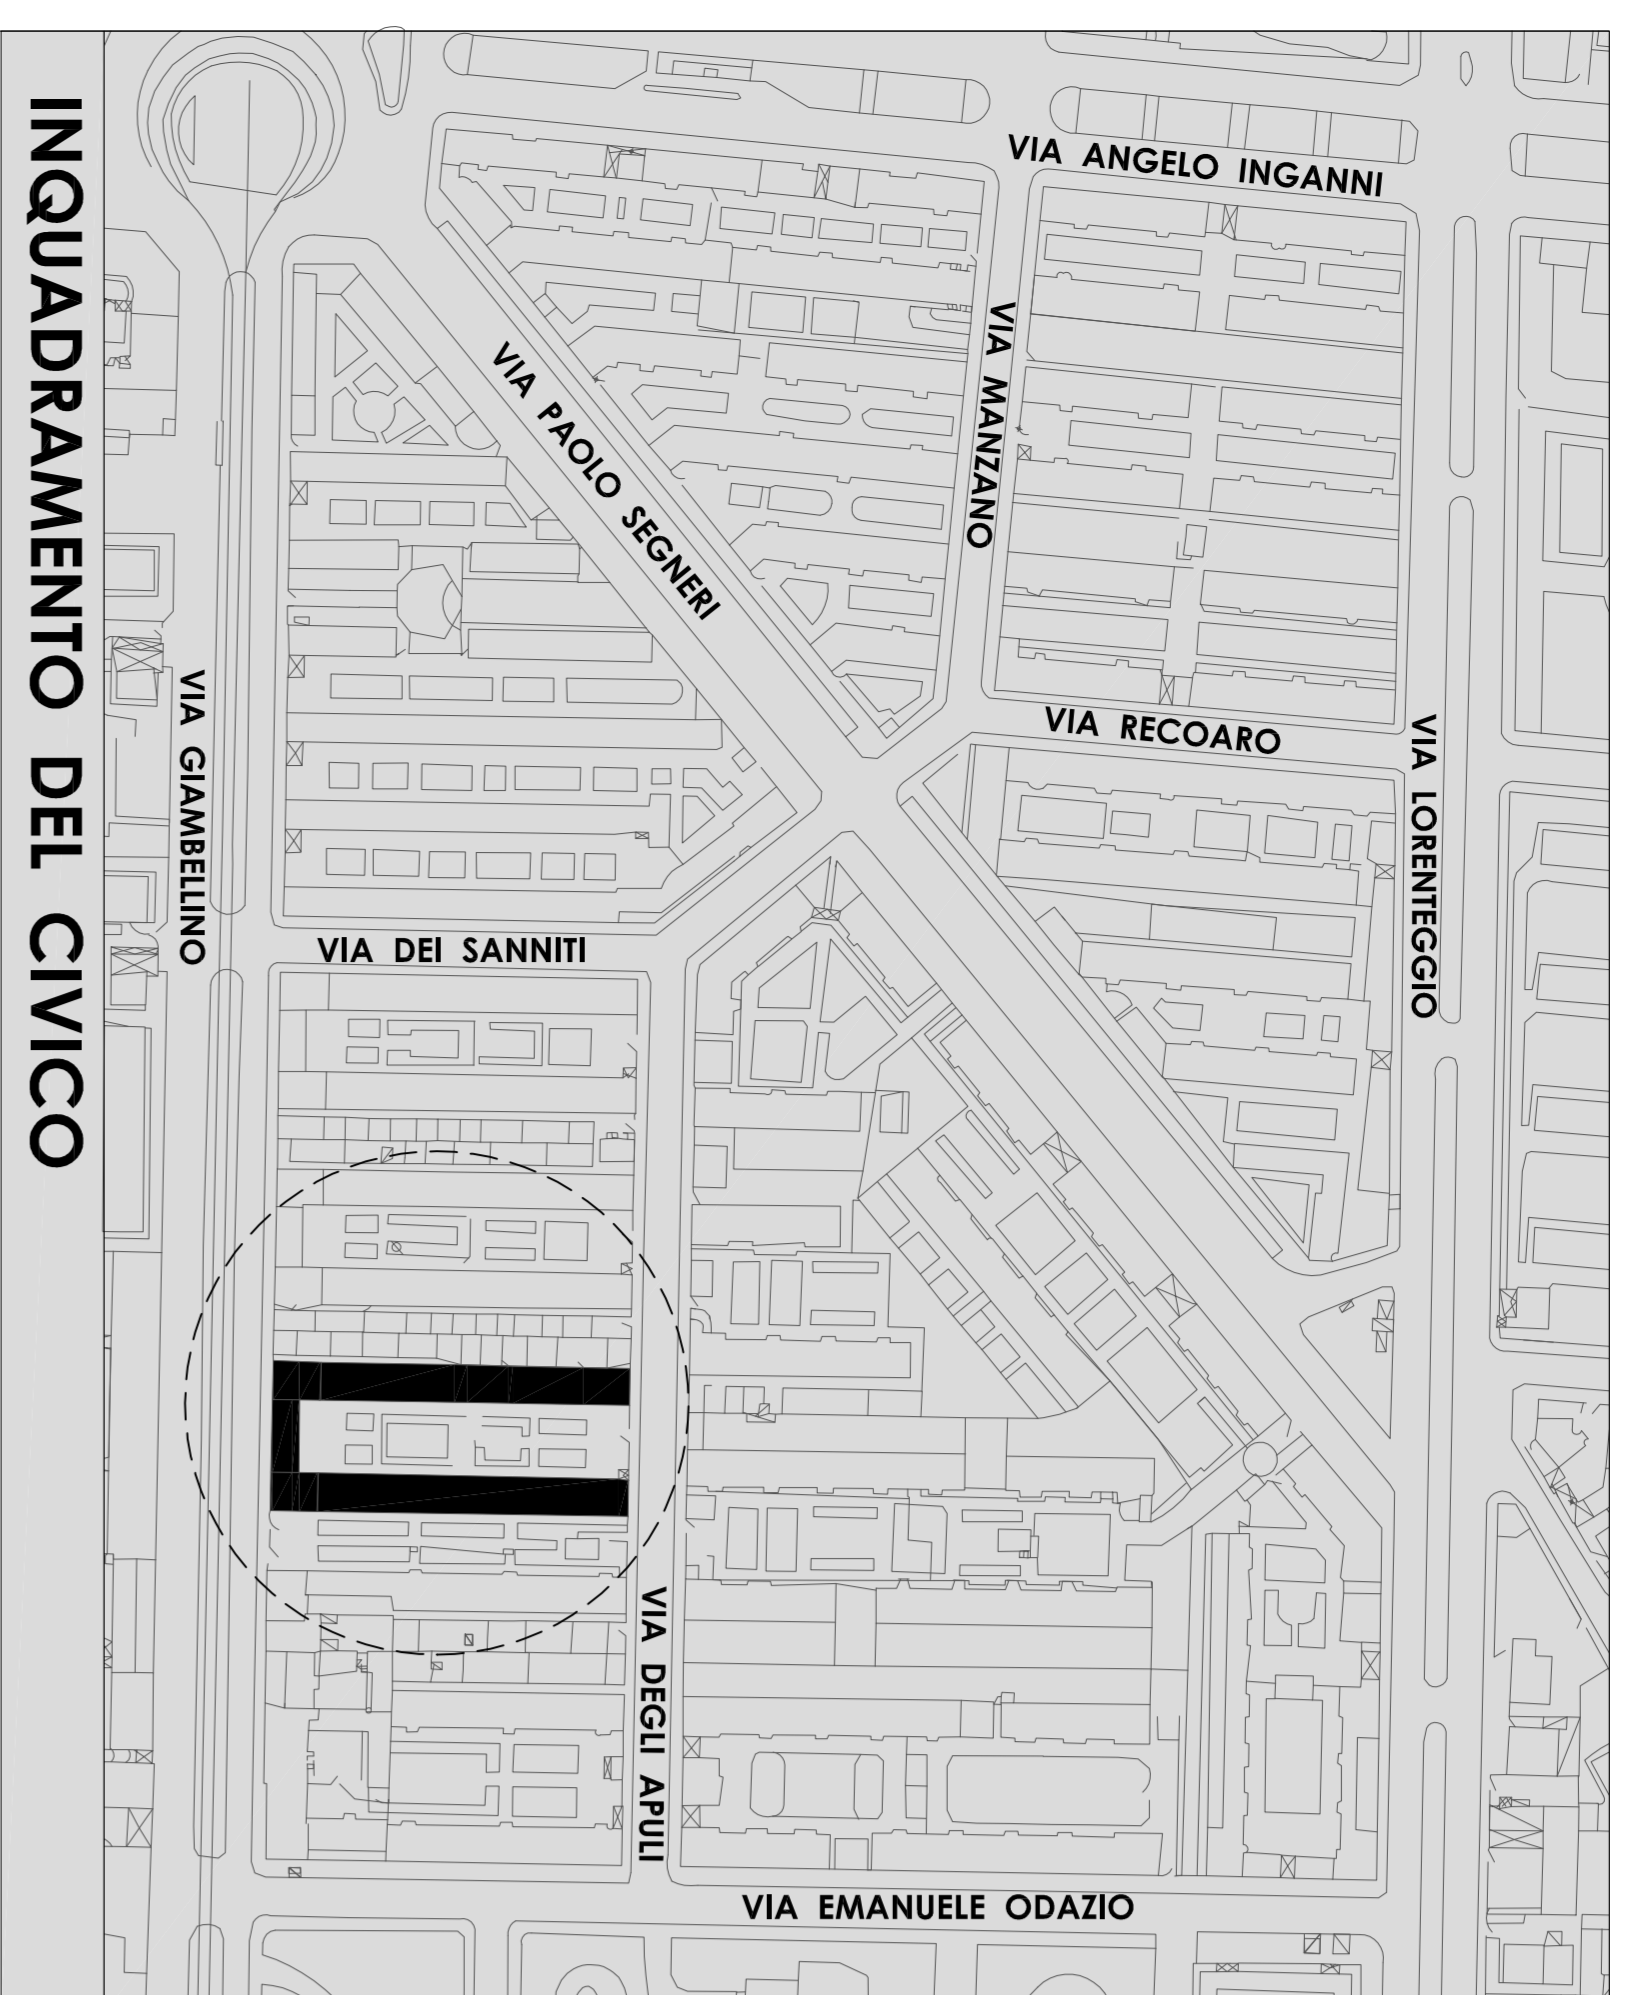 INQUADRAMENTO DEL CIVICO
VIA ANGELO INGANNI
VIA MANZANO
VIA PAOLO SEGNERI
VIA RECOARO
VIA LORENTEGGIO
VIA GIAMBELLINO
VIA DEI SANNITI
VIA DEGLI APULI
VIA EMANUELE ODAZIO